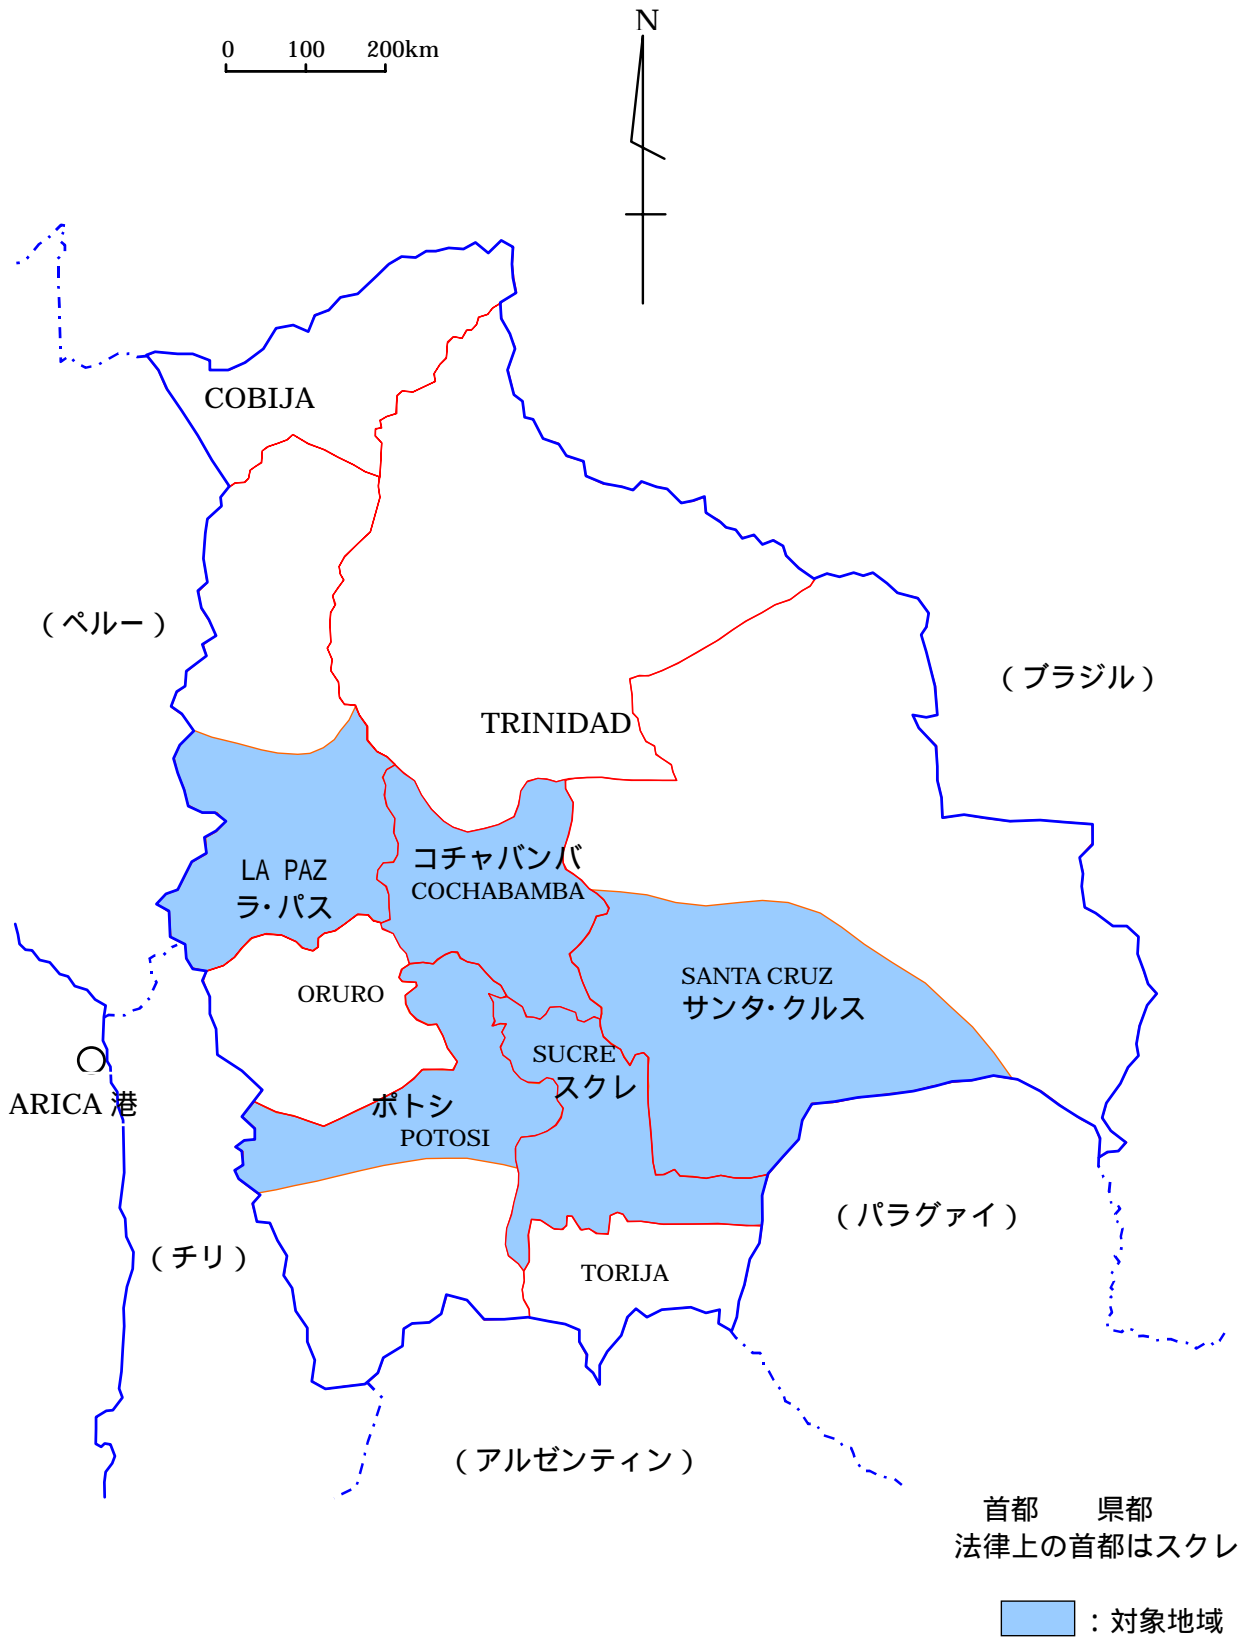 N
0 100 200km
COBIJA
(ペルー)
(ブラジル)
TRINIDAD
コチャバンバ
COCHABAMBA
LA PAZ
ラ・パス
SANTA CRUZ
サンタ・クルス
ORURO
SUCRE
スクレ
ARICA 港
ポトシ
POTOSI
(パラグァイ)
(チリ)
TORIJA
(アルゼンティン)
首都 県都
法律上の首都はスクレ
:対象地域